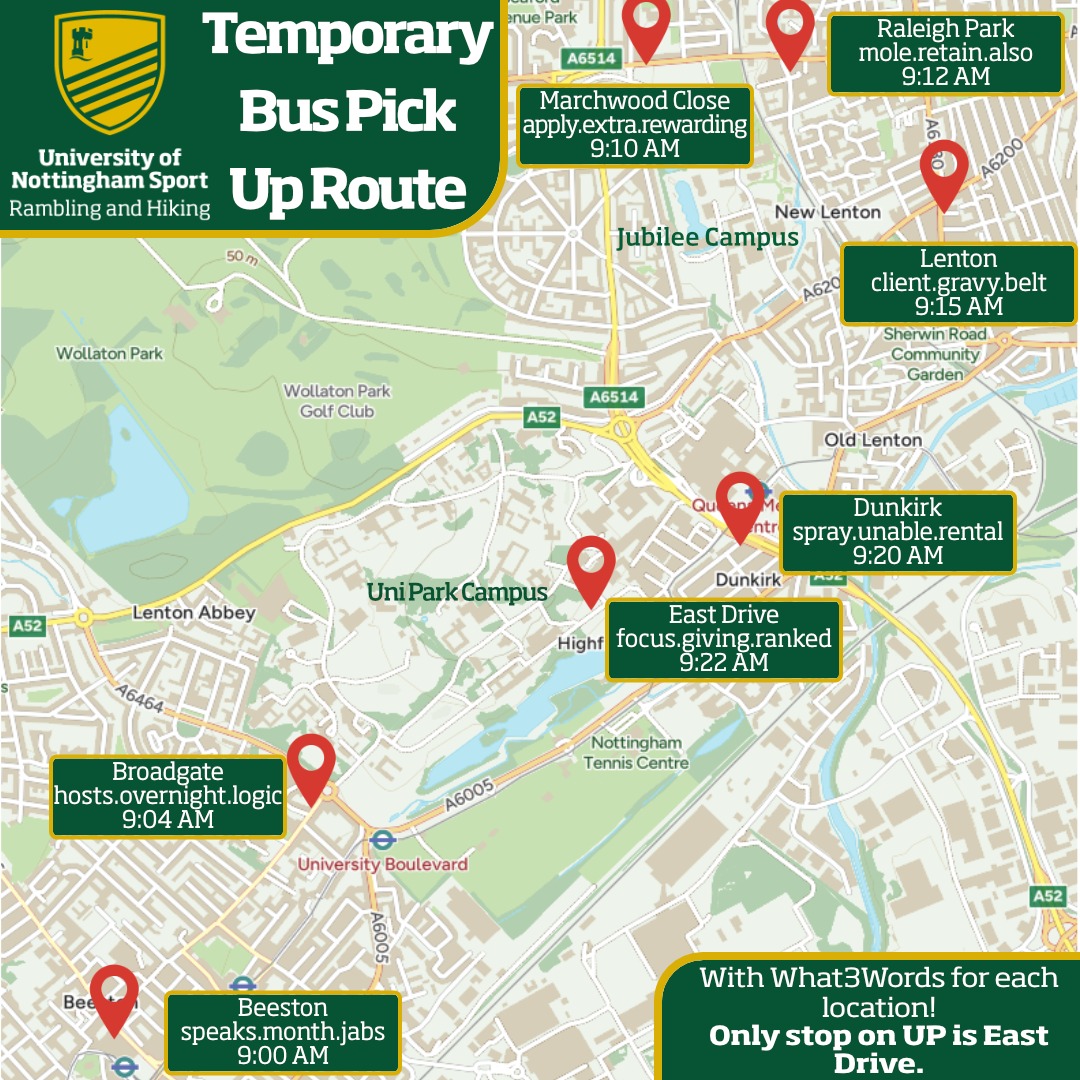 Temporary
Bus Pick
Up Route
University of
Nottingham Sport
Rambling and Hiking
enue Park
A6514
Raleigh Park
mole.retain.also
9:12 AM
Marchwood Close
apply.extra.rewarding
9:10 AM
A6200
New Lenton
Jubilee Campus
50 m
Lenton
client.gravy.belt
9:15 AM
A620
Sherwin Road
Community
Garden
Wollaton Park
Wollaton Park
Golf Club
A6514
A52
Old Lenton
Dunkirk
spray.unable.rental
9:20 AM
Dunkirk
A52
Uni Park Campus
East Drive
focus.giving.ranked
9:22 AM
Highf
Lenton Abbey
A52
A6464
Nottingham
Tennis Centre
Broadgate
hosts.overnight.logic
9:04 AM
A6005
University Boulevard
A52
A6005
Beeston
speaks.month.jabs
9:00 AM
With What3Words for each
location!
Only stop on UP is East
Drive.